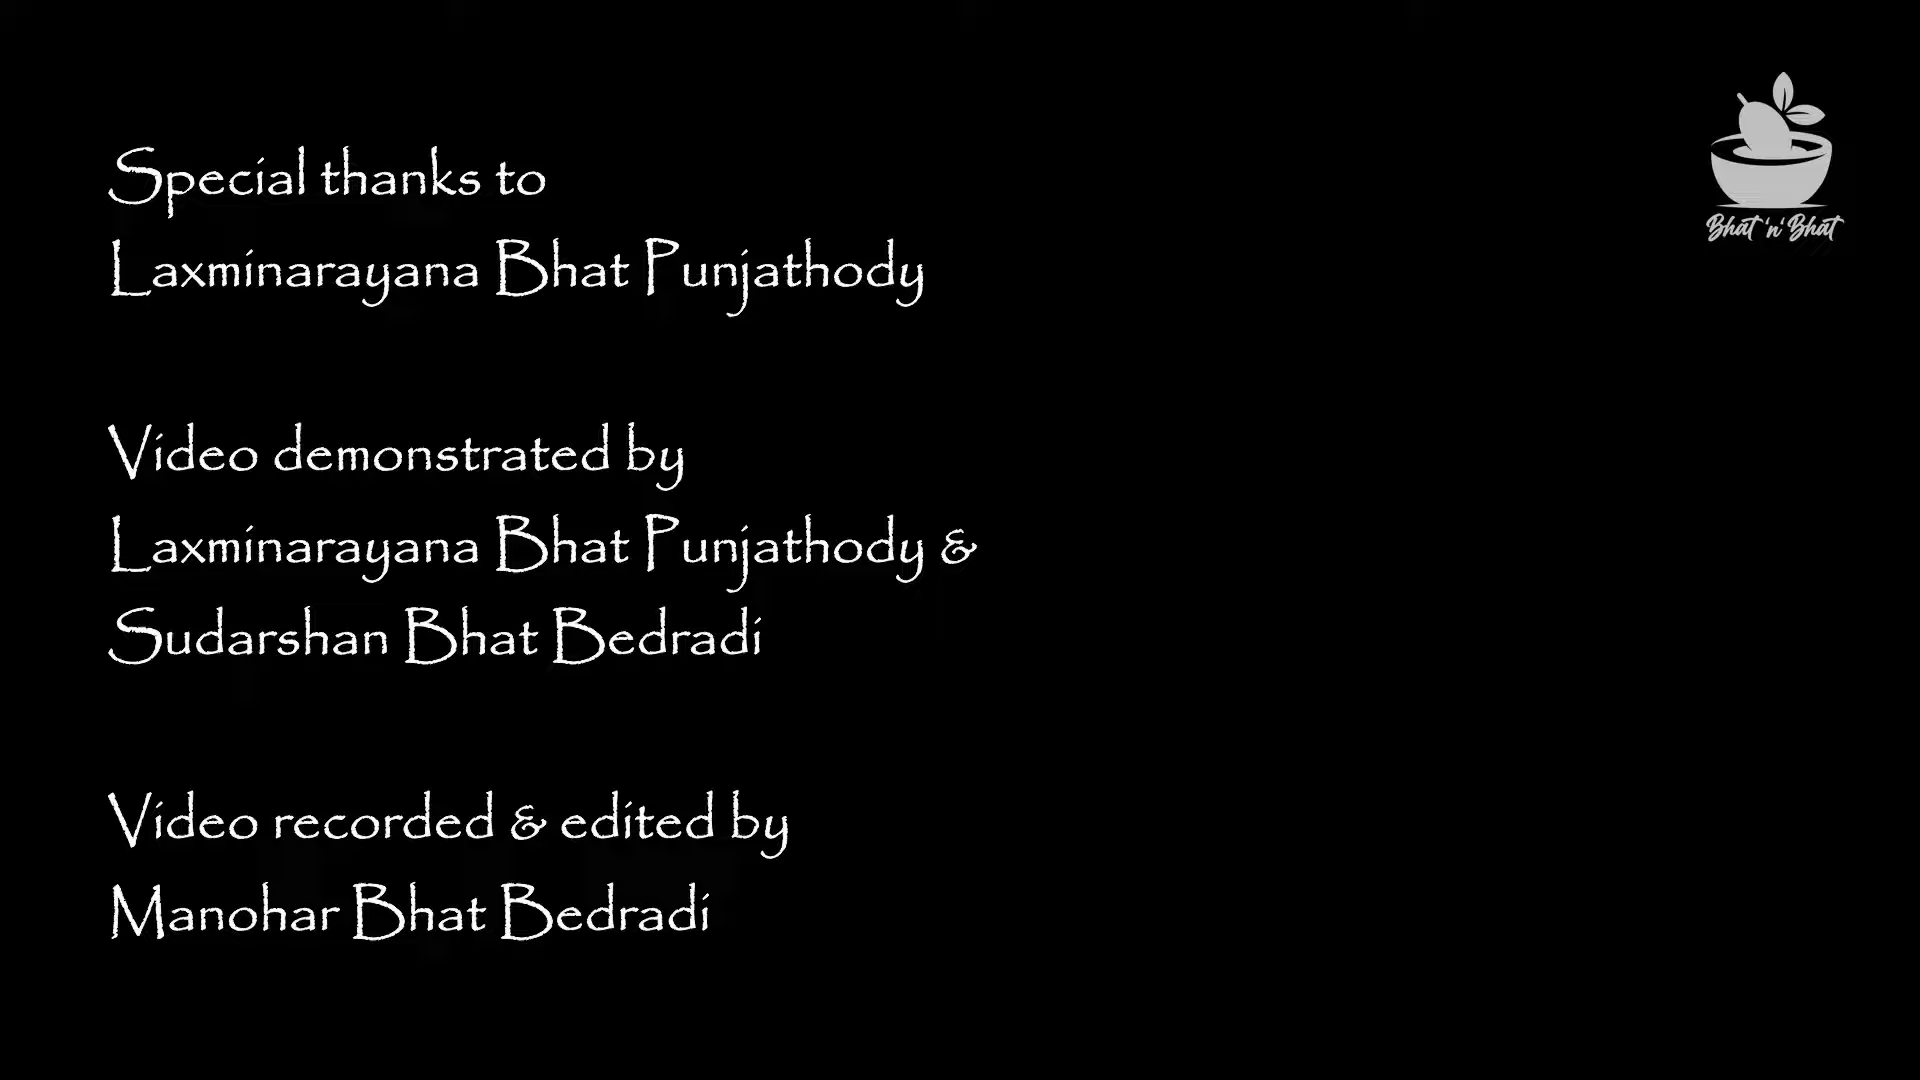 Special thanks to
Laxminarayana Bhat Punjathody
Video demonstrated by
Laxminarayana Bhat Punjathody &
Sudarshan Bhat Bedradi
Video recorded & edited by
Manohar Bhat Bedradi
Bhat 'n' Bhat